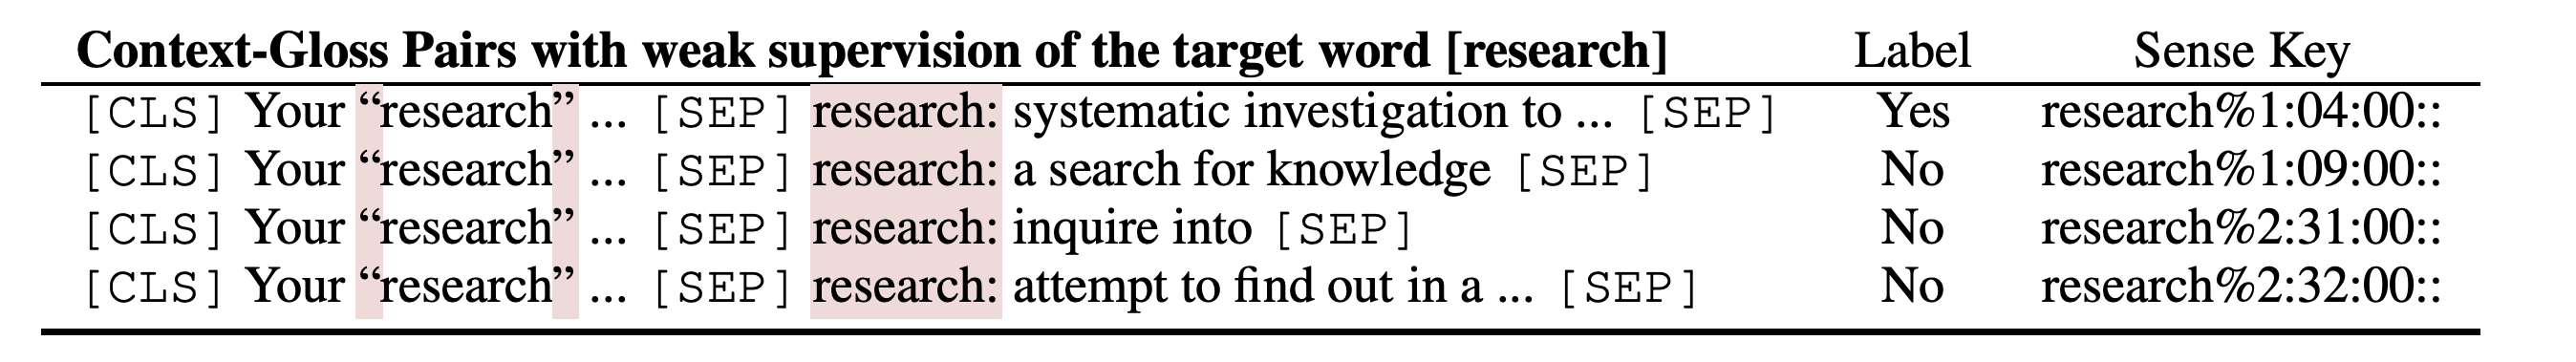 Context-Gloss Pairs with weak supervision of the target word [research] Label Sense Key
[CLS] Your “research” ... [SEP] research: systematic investigation to ... [SEP] Yes research%1:04:00::
[CLS] Your “research” ... [SEP] research: a search for knowledge [SEP] No research%1:09:00::
[CLS] Your “research” ... [SEP] research: inquire into [SEP] No research%2:31:00::
[CLS] Your “research” ... [SEP] research: attempt to find out in a ... [SEP] No research%2:32:00::